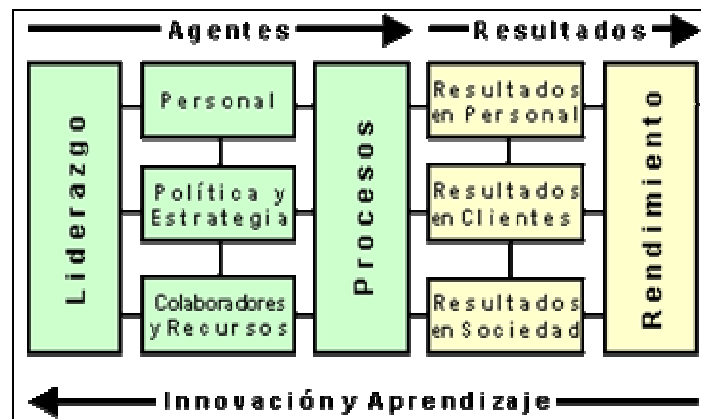 Agentes
Resultados
Liderazgo
Personal
Política y
Estrategia
Colaboradores
y Recursos
Procesos
Resultados
en Personal
Resultados
en Clientes
Resultados
en Sociedad
Rendimiento
Innovación y Aprendizaje